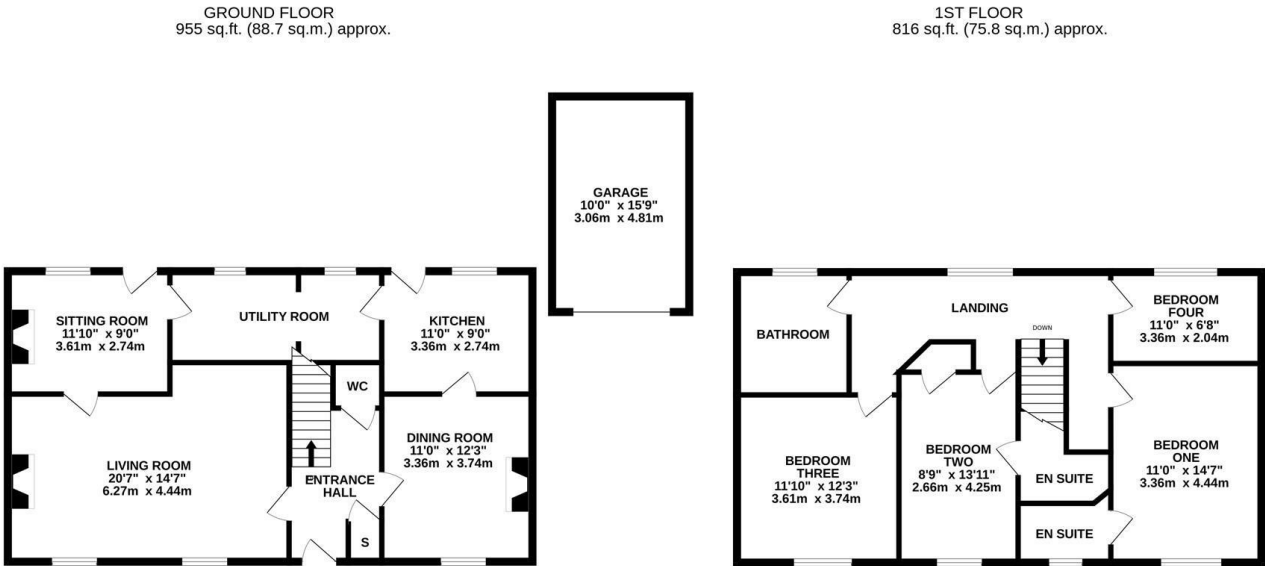 GROUND FLOOR
955 sq.ft. (88.7 sq.m.) approx.
1ST FLOOR
816 sq.ft. (75.8 sq.m.) approx.
GARAGE
10'0" x 15'9"
3.06m x 4.81m
SITTING ROOM
11'10" x 9'0"
3.61m x 2.74m
UTILITY ROOM
KITCHEN
11'0" x 9'0"
3.36m x 2.74m
WC
LIVING ROOM
20'7" x 14'7"
6.27m x 4.44m
ENTRANCE
HALL
DINING ROOM
11'0" x 12'3"
3.36m x 3.74m
S
BATHROOM
LANDING
DOWN
BEDROOM
FOUR
11'0" x 6'8"
3.36m x 2.04m
BEDROOM
THREE
11'10" x 12'3"
3.61m x 3.74m
BEDROOM
TWO
8'9" x 13'11"
2.66m x 4.25m
EN SUITE
EN SUITE
BEDROOM
ONE
11'0" x 14'7"
3.36m x 4.44m